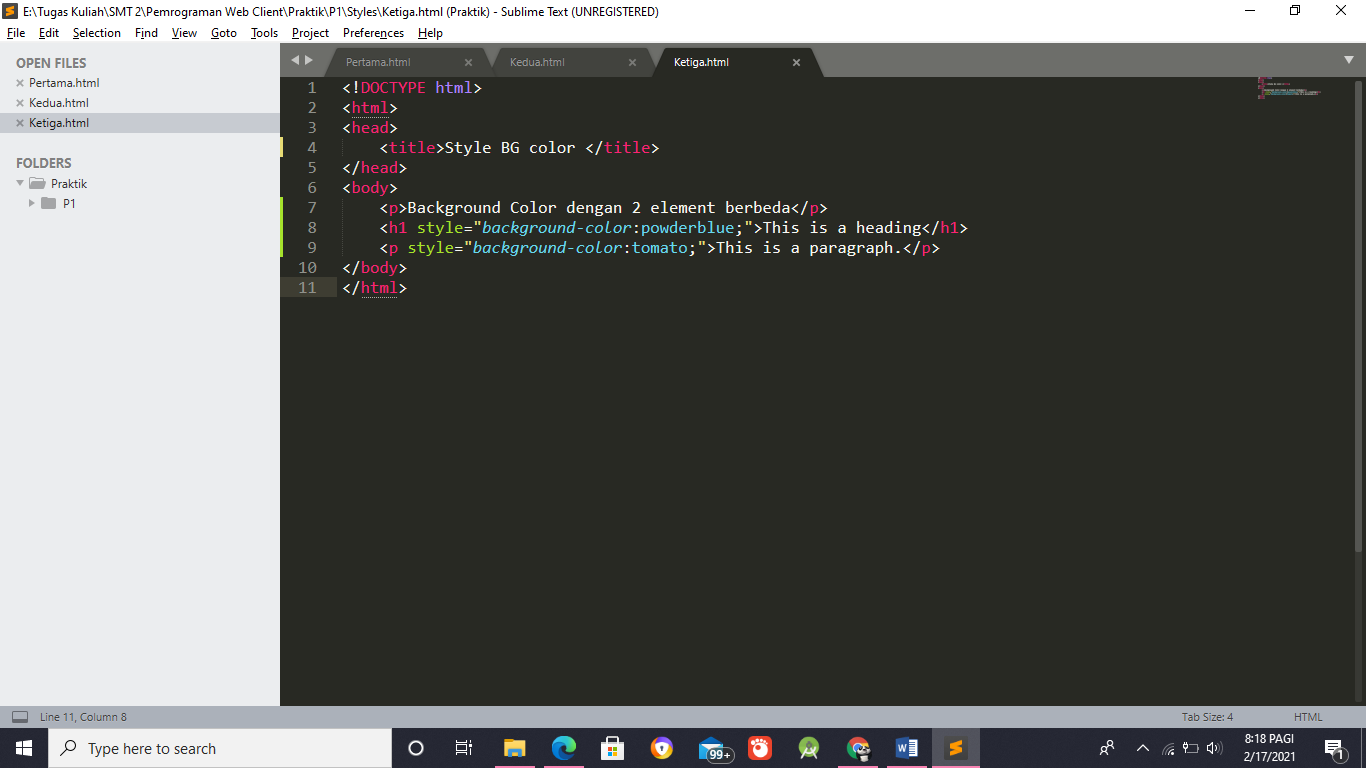 E:\Tugas Kuliah\SMT 2\Pemrograman Web Client\Praktik\P1\Styles\Ketiga.html (Praktik) - Sublime Text (UNREGISTERED)
File Edit Selection Find View Goto Tools Project Preferences Help
OPEN FILES
Pertama.html
Kedua.html
Ketiga.html
FOLDERS
Praktik
P1
Pertama.html Kedua.html Ketiga.html
1 <!DOCTYPE html>
2 <html>
3 <head>
4 <title>Style BG color </title>
5 </head>
6 <body>
7 <p>Background Color dengan 2 element berbeda</p>
8 <h1 style="background-color:powderblue;">This is a heading</h1>
9 <p style="background-color:tomato;">This is a paragraph.</p>
10 </body>
11 </html>
Line 11, Column 8 Tab Size: 4 HTML
Type here to search
99+
8:18 PAGI
2/17/2021
1